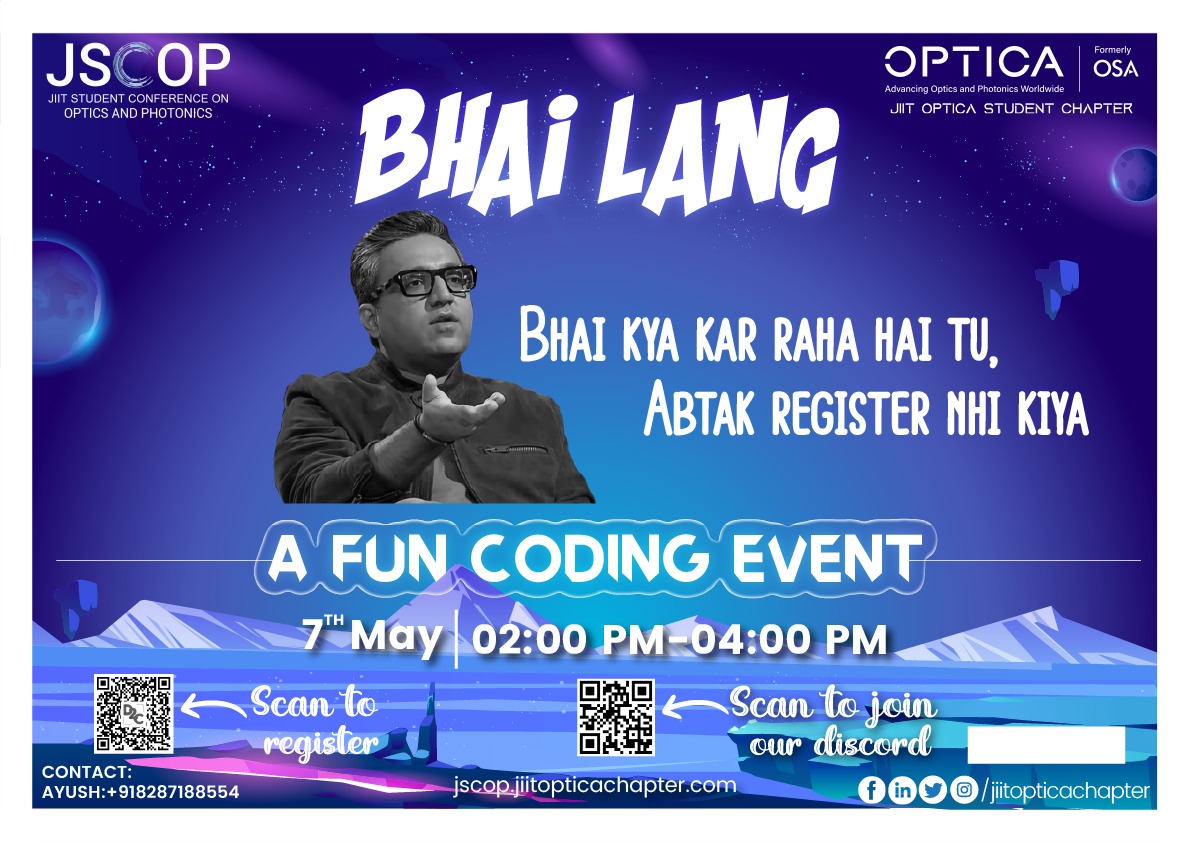 JSCOP
JIIT STUDENT CONFERENCE ON
OPTICS AND PHOTONICS
OPTICA
Advancing Optics and Photonics Worldwide
Formerly
OSA
JIIT OPTICA STUDENT CHAPTER
BHAi LANG
BHAI KYA KAR RAHA HAI TU,
ABTAK REGISTER NHI KIYA
A FUN CODING EVENT
7TH May | 02:00 PM-04:00 PM
Scan to
register
Scan to join
our discord
CONTACT:
AYUSH:+918287188554
jscop.jiitopticachapter.com
/jiitopticachapter